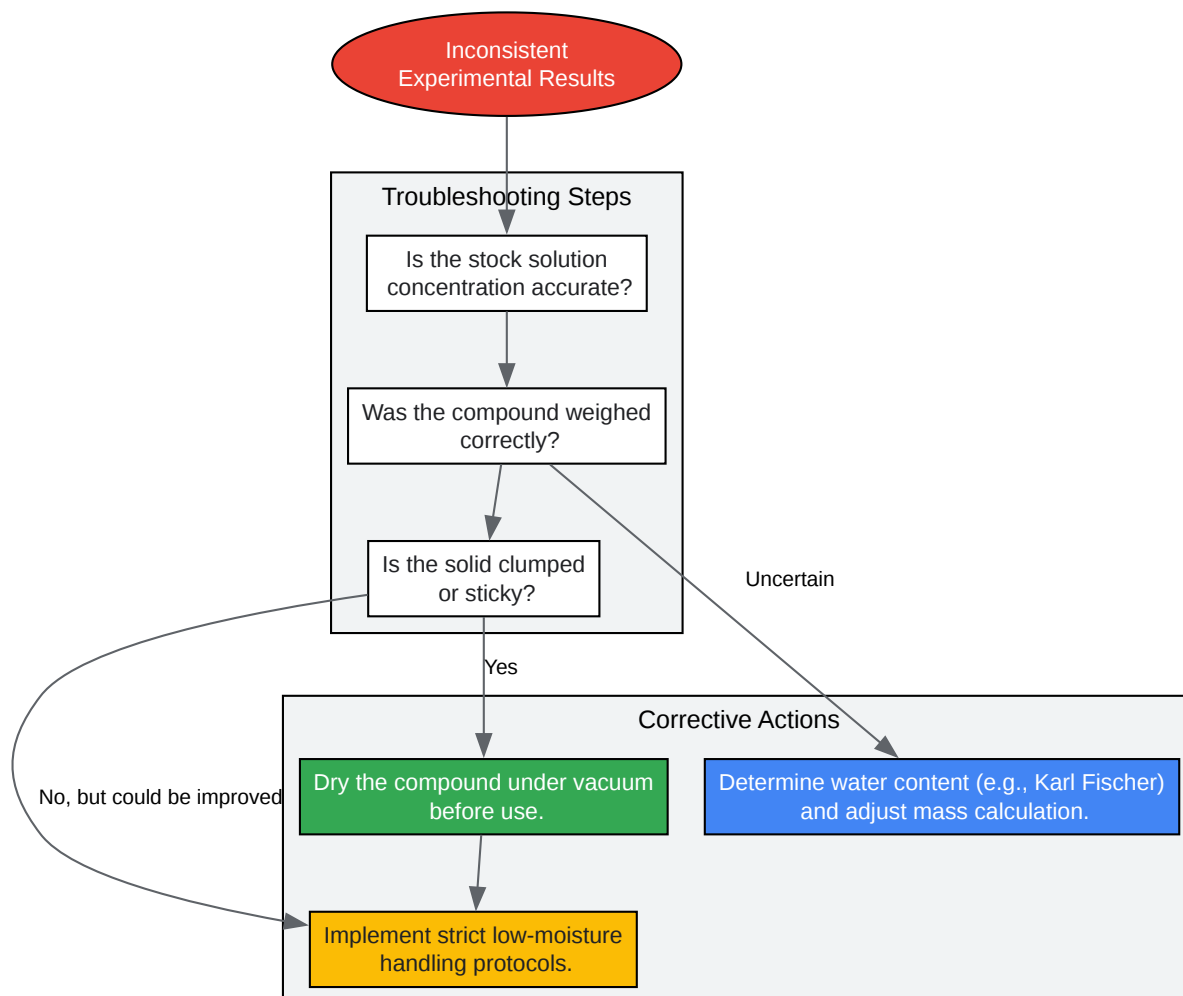 Inconsistent
Experimental Results
Troubleshooting Steps
Is the stock solution
concentration accurate?
Was the compound weighed
correctly?
Is the solid clumped
or sticky?
Uncertain
Yes
Corrective Actions
Dry the compound under vacuum
before use.
Determine water content (e.g., Karl Fischer)
and adjust mass calculation.
No, but could be improved
Implement strict low-moisture
handling protocols.